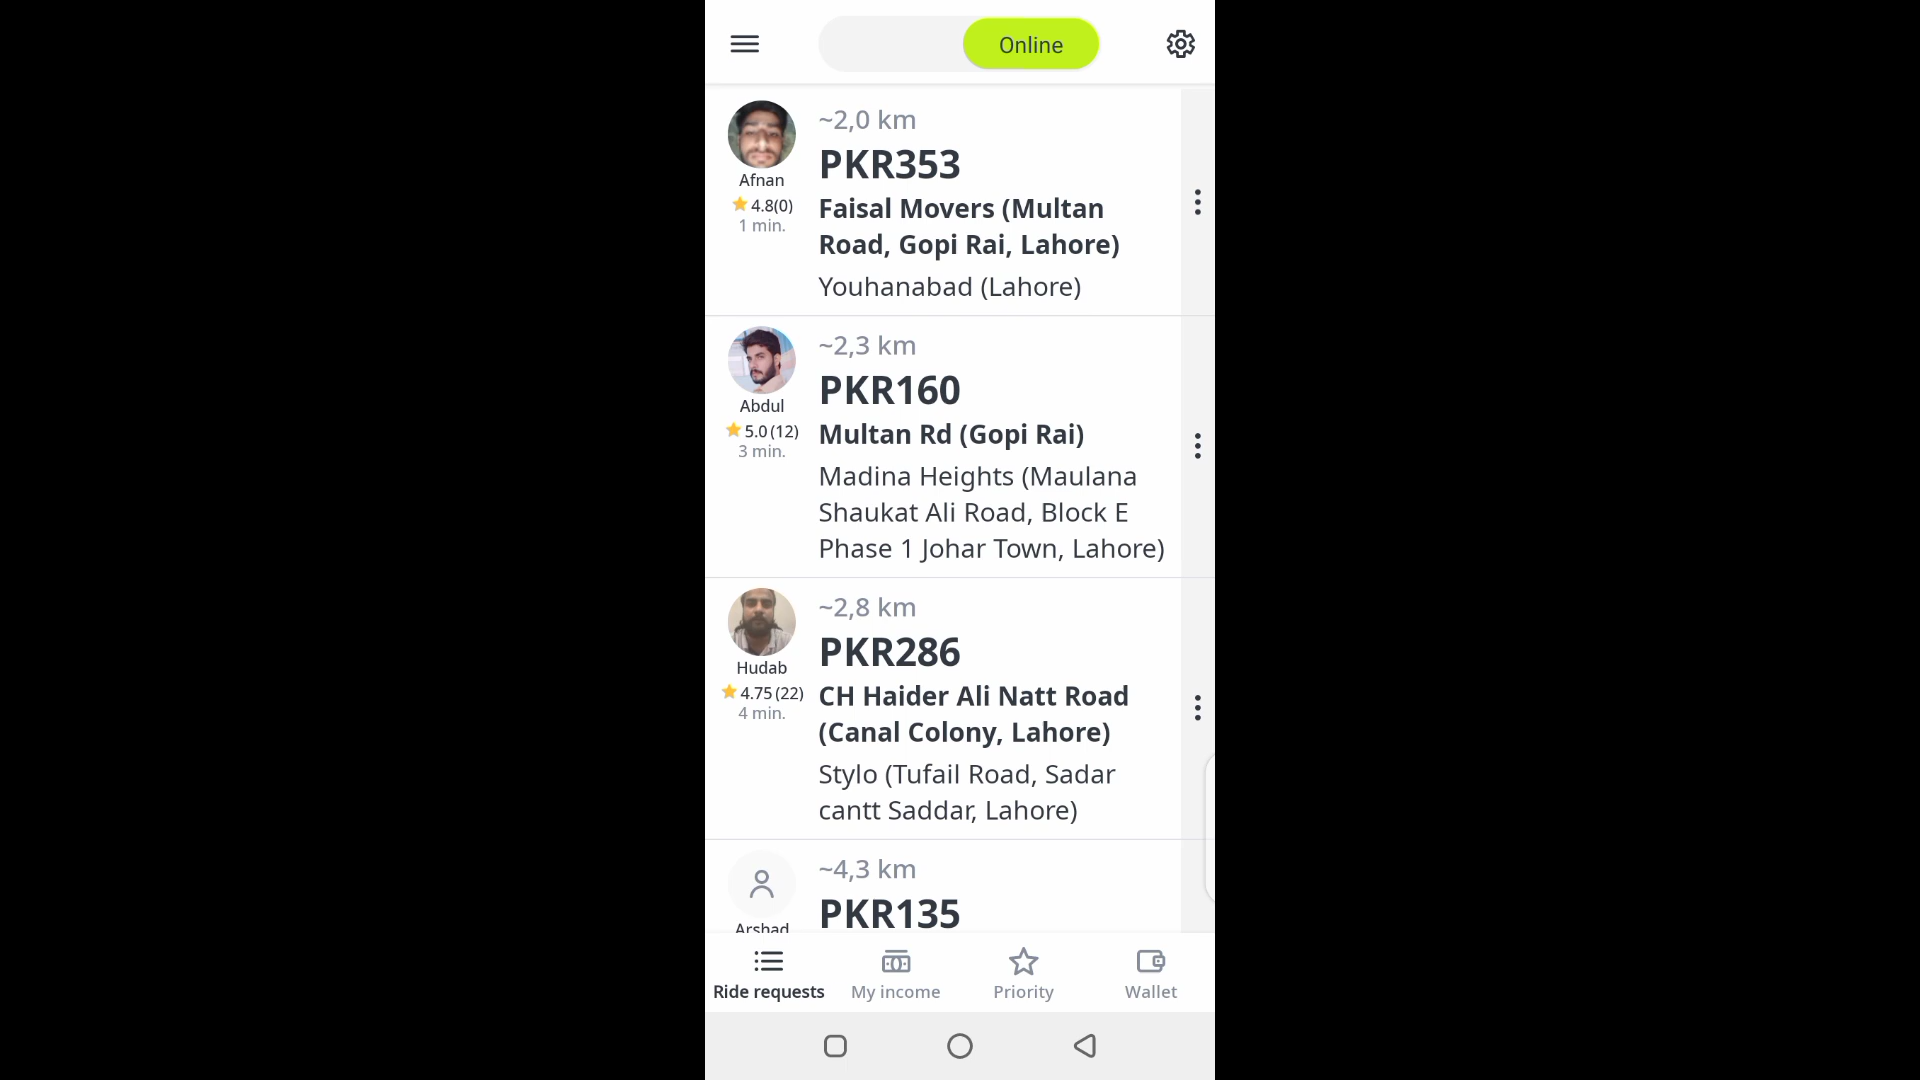 Online
~2,0 km
PKR353
Afnan
4.8(0)
1 min.
Faisal Movers (Multan
Road, Gopi Rai, Lahore)
Youhanabad (Lahore)
~2,3 km
PKR160
Abdul
5.0 (12)
3 min.
Multan Rd (Gopi Rai)
Madina Heights (Maulana
Shaukat Ali Road, Block E
Phase 1 Johar Town, Lahore)
~2,8 km
PKR286
Hudab
4.75 (22)
4 min.
CH Haider Ali Natt Road
(Canal Colony, Lahore)
Stylo (Tufail Road, Sadar
cantt Saddar, Lahore)
~4,3 km
PKR135
Arshad
Ride requests
My income
Priority
Wallet